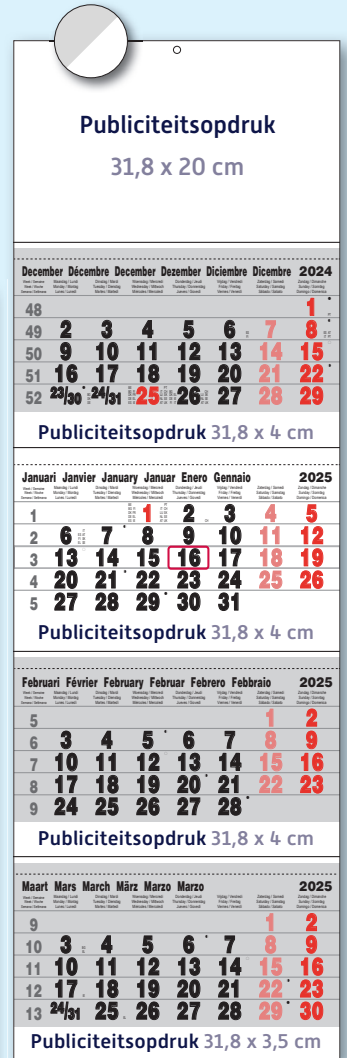 Publiciteitsopdruk
31,8 x 20 cm
December Décembre December Dezember Diciembre Dicembre 2024
48 1
49 2 3 4 5 6 7 8
50 9 10 11 12 13 14 15
51 16 17 18 19 20 21 22
52 23/30 24/31 25 26 27 28 29
Publiciteitsopdruk 31,8 x 4 cm
Januari Janvier January Januar Enero Gennaio 2025
1 1 2 3 4 5
2 6 7 8 9 10 11 12
3 13 14 15 16 17 18 19
4 20 21 22 23 24 25 26
5 27 28 29 30 31
Publiciteitsopdruk 31,8 x 4 cm
Februari Février February Februar Febrero Febbraio 2025
5 1 2
6 3 4 5 6 7 8 9
7 10 11 12 13 14 15 16
8 17 18 19 20 21 22 23
9 24 25 26 27 28
Publiciteitsopdruk 31,8 x 4 cm
Maart Mars March März Marzo Marzo 2025
9 1 2
10 3 4 5 6 7 8 9
11 10 11 12 13 14 15 16
12 17 18 19 20 21 22 23
13 24/31 25 26 27 28 29 30
Publiciteitsopdruk 31,8 x 3,5 cm